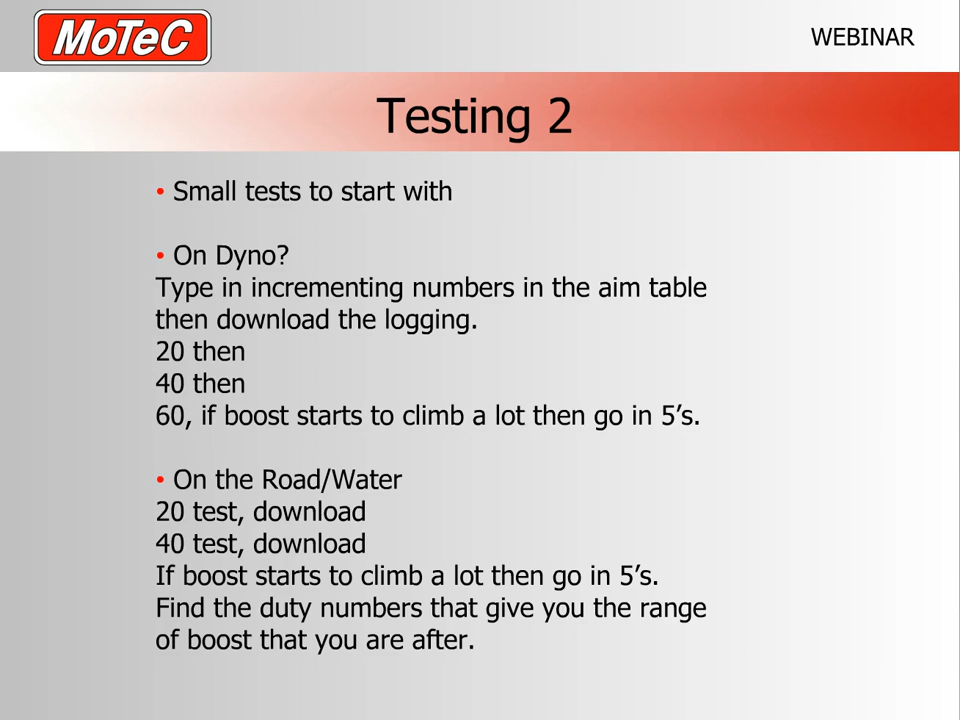 MoTeC
WEBINAR
Testing 2
• Small tests to start with
• On Dyno?
Type in incrementing numbers in the aim table
then download the logging.
20 then
40 then
60, if boost starts to climb a lot then go in 5’s.
• On the Road/Water
20 test, download
40 test, download
If boost starts to climb a lot then go in 5’s.
Find the duty numbers that give you the range
of boost that you are after.